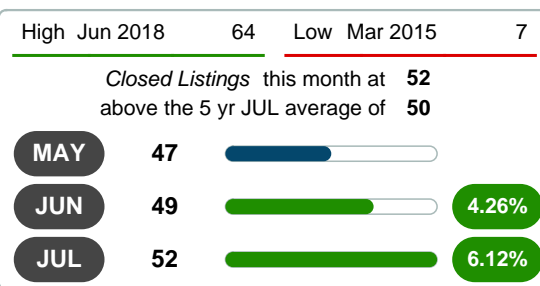 High Jun 2018 64 Low Mar 2015 7
Closed Listings this month at 52
above the 5 yr JUL average of 50
MAY 47
JUN 49 4.26%
JUL 52 6.12%